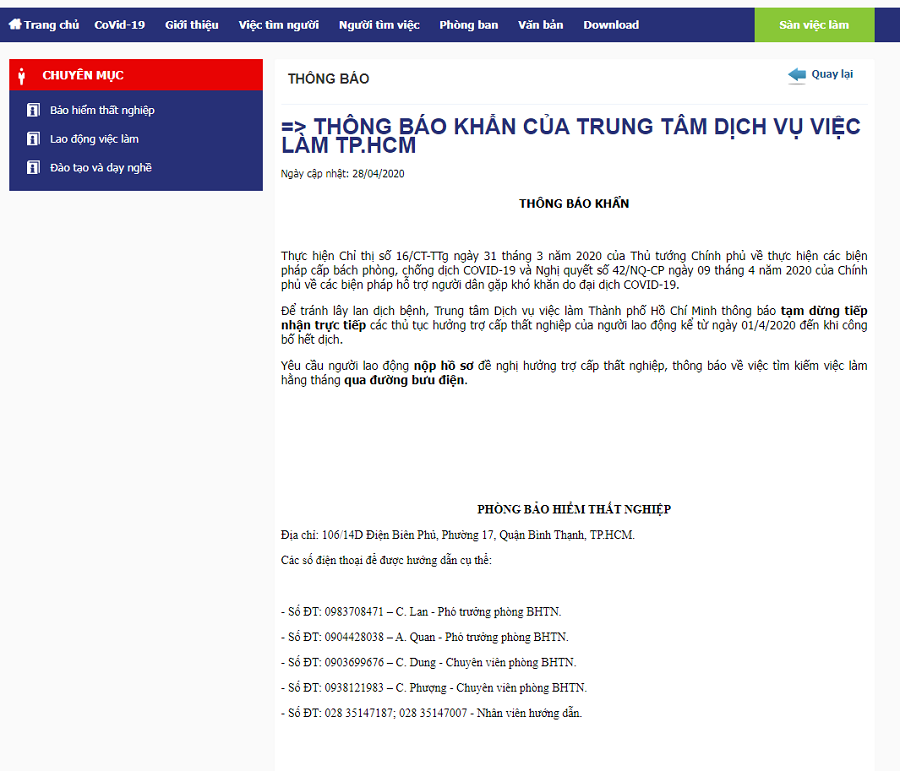 Trang chủ CoVid-19 Giới thiệu Việc tìm người Người tìm việc Phòng ban Văn bản Download Sàn việc làm
CHUYÊN MỤC
Bảo hiểm thất nghiệp
Lao động việc làm
Đào tạo và dạy nghề
THÔNG BÁO
Quay lại
=> THÔNG BÁO KHẨN CỦA TRUNG TÂM DỊCH VỤ VIỆC
LÀM TP.HCM
Ngày cập nhật: 28/04/2020
THÔNG BÁO KHẨN
Thực hiện Chỉ thị số 16/CT-TTg ngày 31 tháng 3 năm 2020 của Thủ tướng Chính phủ về thực hiện các biện
pháp cấp bách phòng, chống dịch COVID-19 và Nghị quyết số 42/NQ-CP ngày 09 tháng 4 năm 2020 của Chính
phủ về các biện pháp hỗ trợ người dân gặp khó khăn do đại dịch COVID-19.
Để tránh lây lan dịch bệnh, Trung tâm Dịch vụ việc làm Thành phố Hồ Chí Minh thông báo tạm dừng tiếp
nhận trực tiếp các thủ tục hưởng trợ cấp thất nghiệp của người lao động kể từ ngày 01/4/2020 đến khi công
bố hết dịch.
Yêu cầu người lao động nộp hồ sơ đề nghị hưởng trợ cấp thất nghiệp, thông báo về việc tìm kiếm việc làm
hằng tháng qua đường bưu điện.
PHÒNG BẢO HIỂM THẤT NGHIỆP
Địa chỉ: 106/14D Điện Biên Phủ, Phường 17, Quận Bình Thạnh, TP.HCM.
Các số điện thoại để được hướng dẫn cụ thể:
- Số ĐT: 0983708471 – C. Lan - Phó trưởng phòng BHTN.
- Số ĐT: 0904428038 – A. Quan - Phó trưởng phòng BHTN.
- Số ĐT: 0903699676 – C. Dung - Chuyên viên phòng BHTN.
- Số ĐT: 0938121983 – C. Phượng - Chuyên viên phòng BHTN.
- Số ĐT: 028 35147187; 028 35147007 - Nhân viên hướng dẫn.